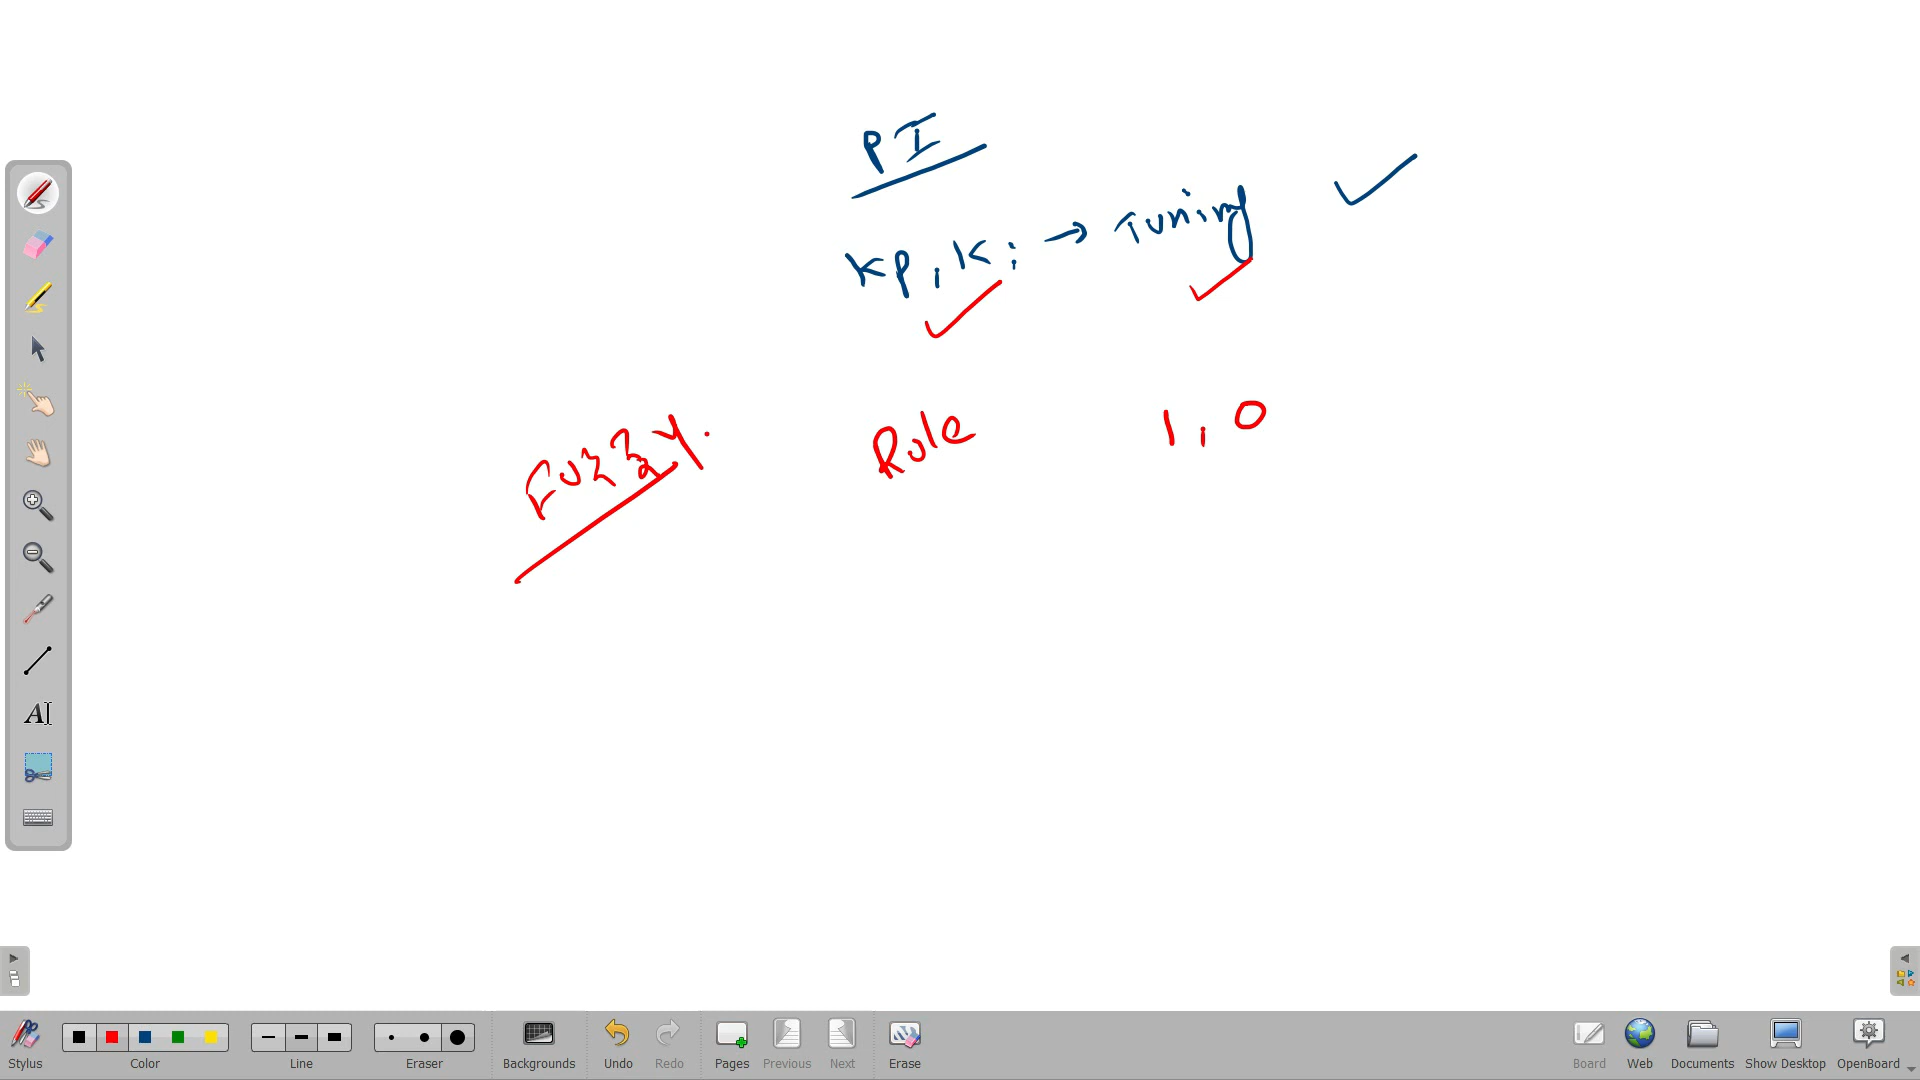 PI
Kp, Ki → Tuning
Fuzzy. Rule 1, 0
Stylus Color Line Eraser Backgrounds Undo Redo Pages Previous Next Erase Board Web Documents Show Desktop OpenBoard